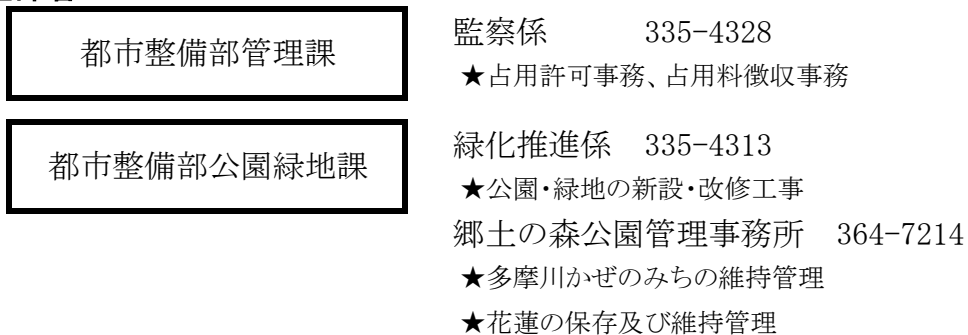 都市整備部管理課
監察係 335-4328
★占用許可事務、占用料徴収事務
都市整備部公園緑地課
緑化推進係 335-4313
★公園・緑地の新設・改修工事
郷土の森公園管理事務所 364-7214
★多摩川かぜのみちの維持管理
★花蓮の保存及び維持管理